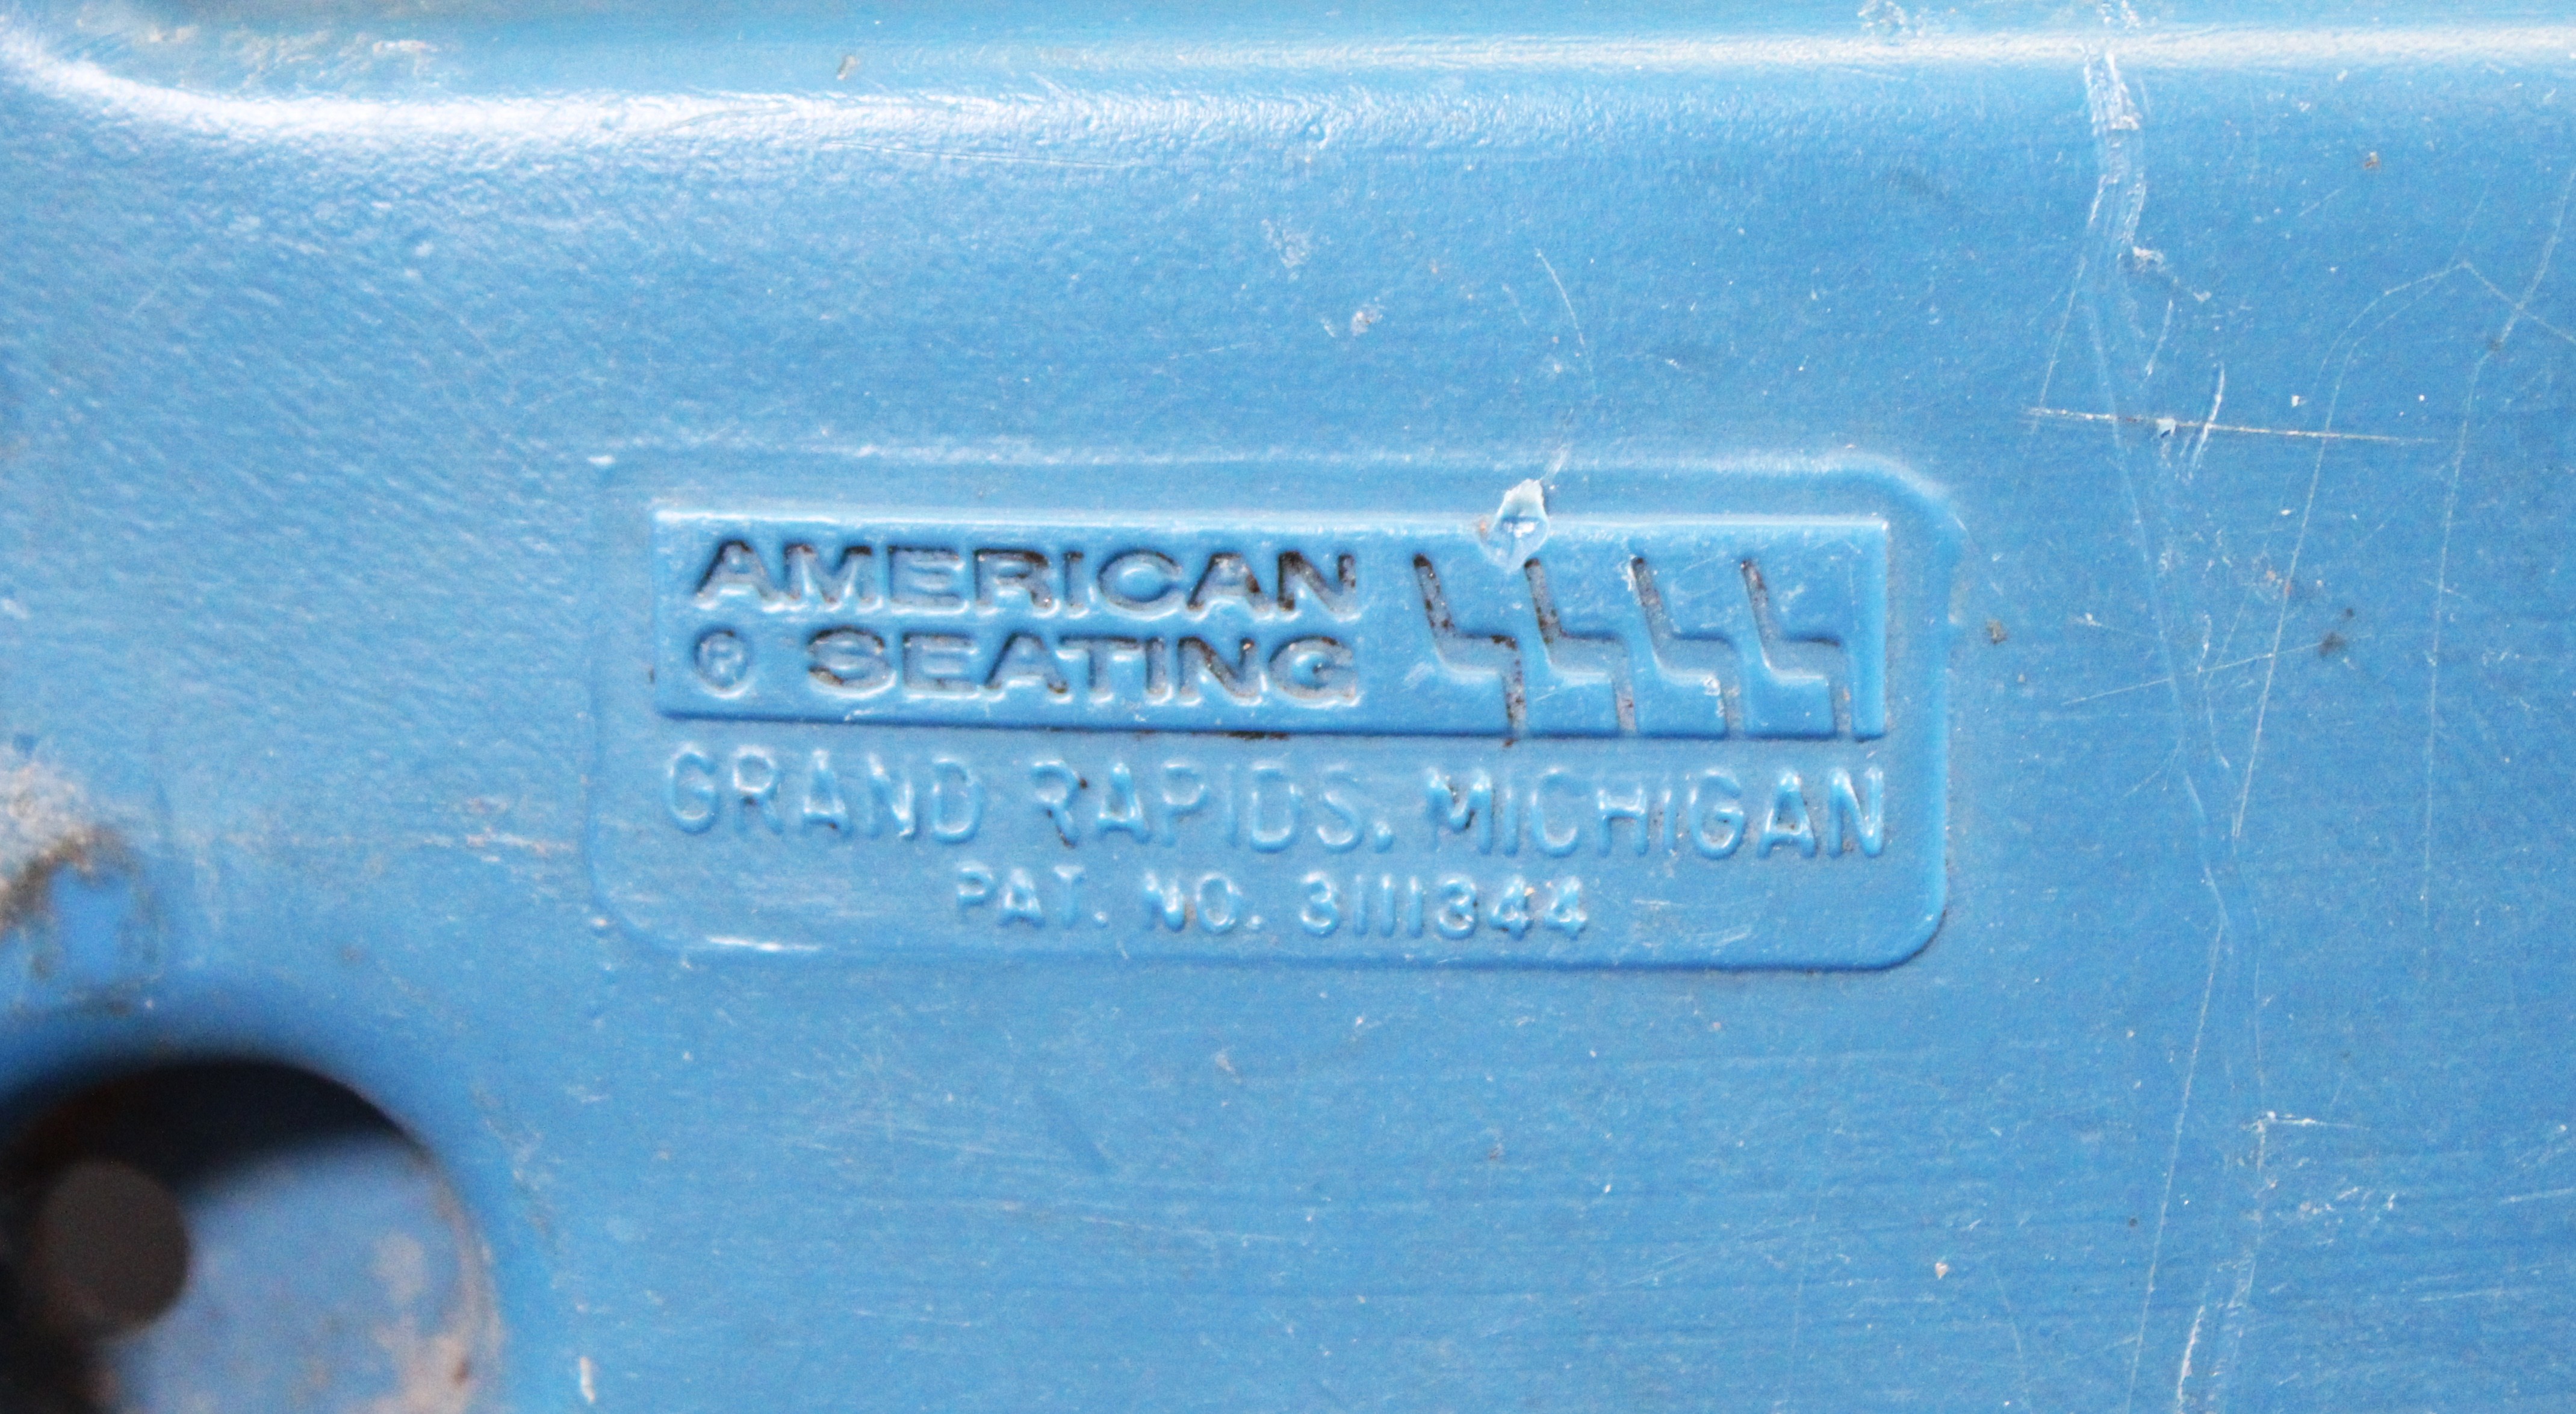 AMERICAN
® SEATING
GRAND RAPIDS, MICHIGAN
PAT. NO. 3111344